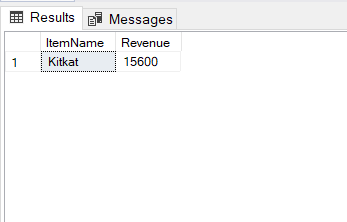 Results Messages
ItemName Revenue
1 Kitkat 15600